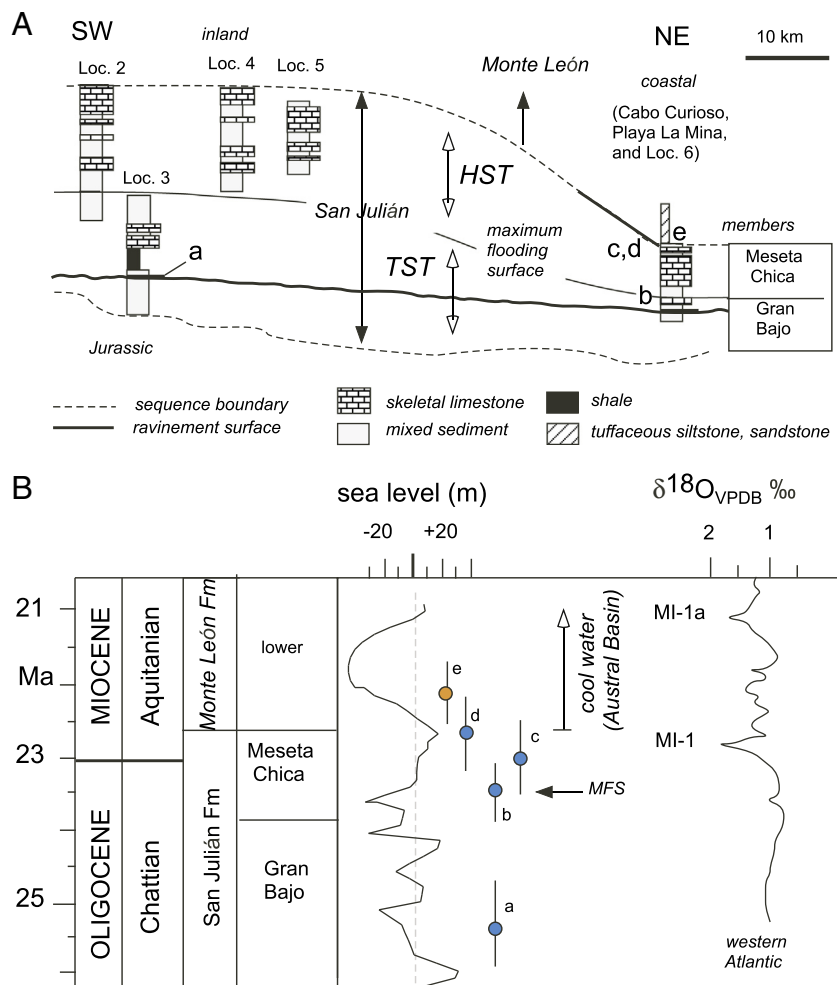 A
SW
inland
NE
10 km
Loc. 2
Loc. 4
Loc. 5
Monte León
coastal
(Cabo Curioso,
Playa La Mina,
and Loc. 6)
Loc. 3
HST
San Julián
maximum
flooding
surface
TST
a
b
c,d
e
members
Meseta
Chica
Gran
Bajo
Jurassic
sequence boundary
ravinement surface
skeletal limestone
mixed sediment
shale
tuffaceous siltstone, sandstone
B
sea level (m)
-20
+20
δ18OVPDB ‰
2
1
21
Ma
23
25
MIOCENE
OLIGOCENE
Aquitanian
Chattian
Monte León Fm
San Julián Fm
lower
Meseta
Chica
Gran
Bajo
e
d
c
b
a
MFS
cool water
(Austral Basin)
MI-1a
MI-1
western
Atlantic